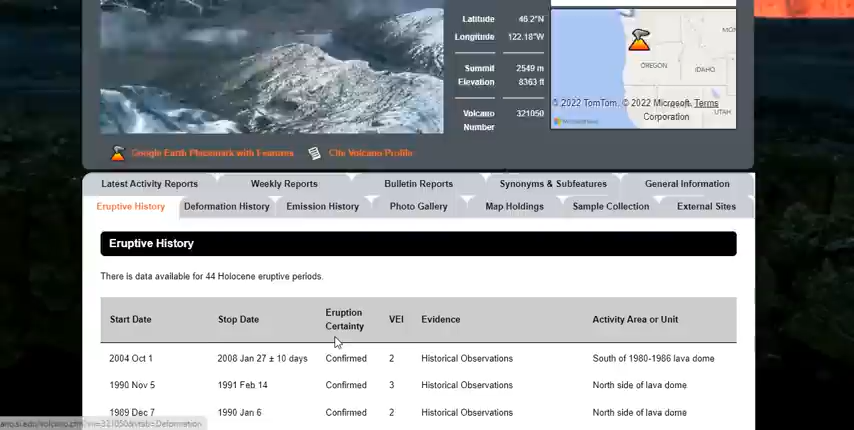 Latitude 46.2°N
Longitude 122.18°W
Summit Elevation 2549 m 8363 ft
Volcano Number 321050
OREGON
IDAHO
UTAH
© 2022 TomTom, © 2022 Microsoft Corporation, Terms
Google Earth Placemark with Features
Cite Volcano Profile
Latest Activity Reports
Weekly Reports
Bulletin Reports
Synonyms & Subfeatures
General Information
Eruptive History
Deformation History
Emission History
Photo Gallery
Map Holdings
Sample Collection
External Sites
Eruptive History
There is data available for 44 Holocene eruptive periods.
Start Date Stop Date Eruption Certainty VEI Evidence Activity Area or Unit
2004 Oct 1 2008 Jan 27 ± 10 days Confirmed 2 Historical Observations South of 1980-1986 lava dome
1990 Nov 5 1991 Feb 14 Confirmed 3 Historical Observations North side of lava dome
1989 Dec 7 1990 Jan 6 Confirmed 2 Historical Observations North side of lava dome